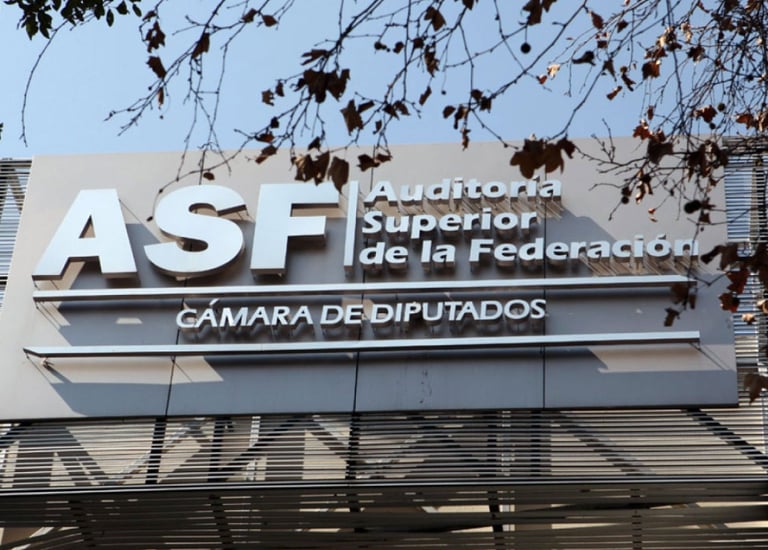 ASF
Auditoría
Superior
de la Federación
CÁMARA DE DIPUTADOS